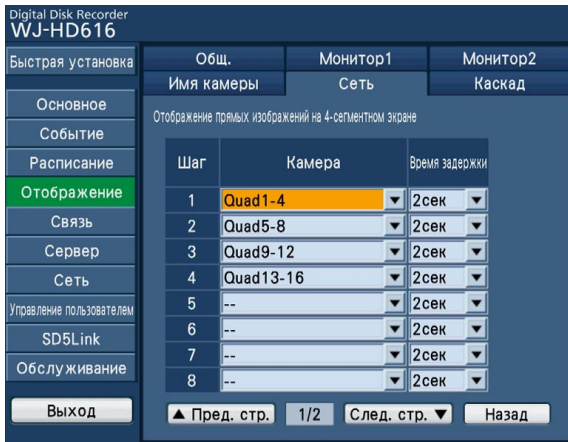 Digital Disk Recorder
WJ-HD616
Быстрая установка
Основное
Событие
Расписание
Отображение
Связь
Сервер
Сеть
Управление пользователем
SD5Link
Обслуживание
Выход
Общ. Монитор1 Монитор2
Имя камеры Сеть Каскад
Отображение прямых изображений на 4-сегментном экране
Шаг Камера Время задержки
1 Quad1-4 2сек
2 Quad5-8 2сек
3 Quad9-12 2сек
4 Quad13-16 2сек
5 -- 2сек
6 -- 2сек
7 -- 2сек
8 -- 2сек
▲ Пред. стр. 1/2 След. стр. ▼ Назад